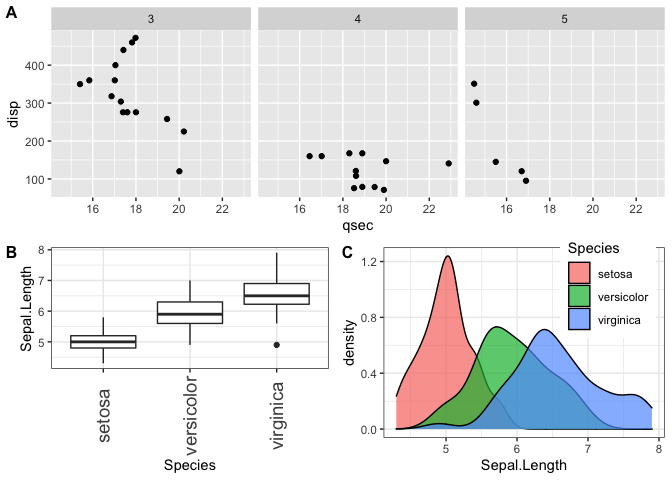 A
3 4 5
disp
400
300
200
100
16 18 20 22 16 18 20 22 16 18 20 22
qsec
B
Sepal.Length
8
7
6
5
setosa
versicolor
virginica
Species
C
density
1.2
0.8
0.4
0.0
Species
setosa
versicolor
virginica
5 6 7 8
Sepal.Length